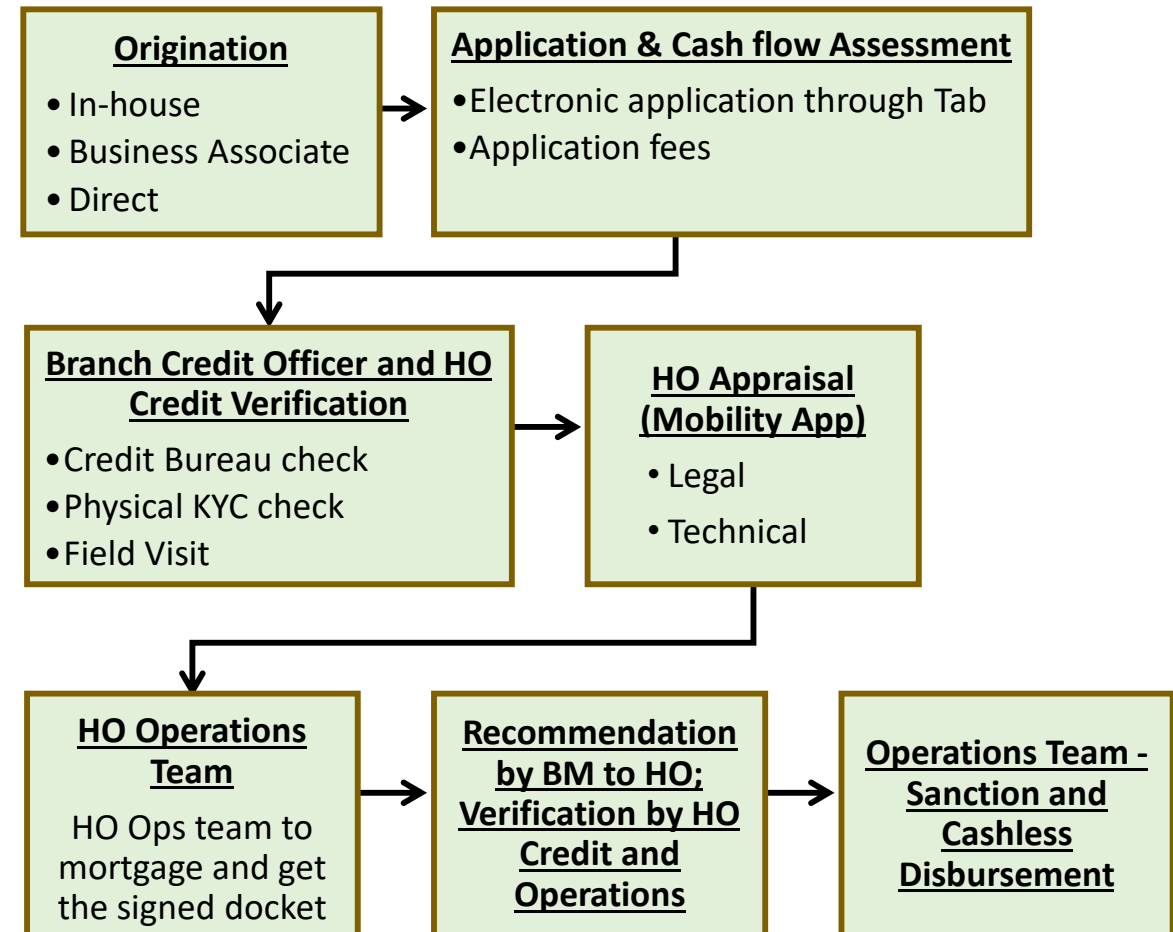 Origination
• In-house
• Business Associate
• Direct
Application & Cash flow Assessment
•Electronic application through Tab
•Application fees
Branch Credit Officer and HO
Credit Verification
•Credit Bureau check
•Physical KYC check
•Field Visit
HO Appraisal
(Mobility App)
• Legal
• Technical
HO Operations
Team
HO Ops team to
mortgage and get
the signed docket
Recommendation
by BM to HO;
Verification by HO
Credit and
Operations
Operations Team -
Sanction and
Cashless
Disbursement